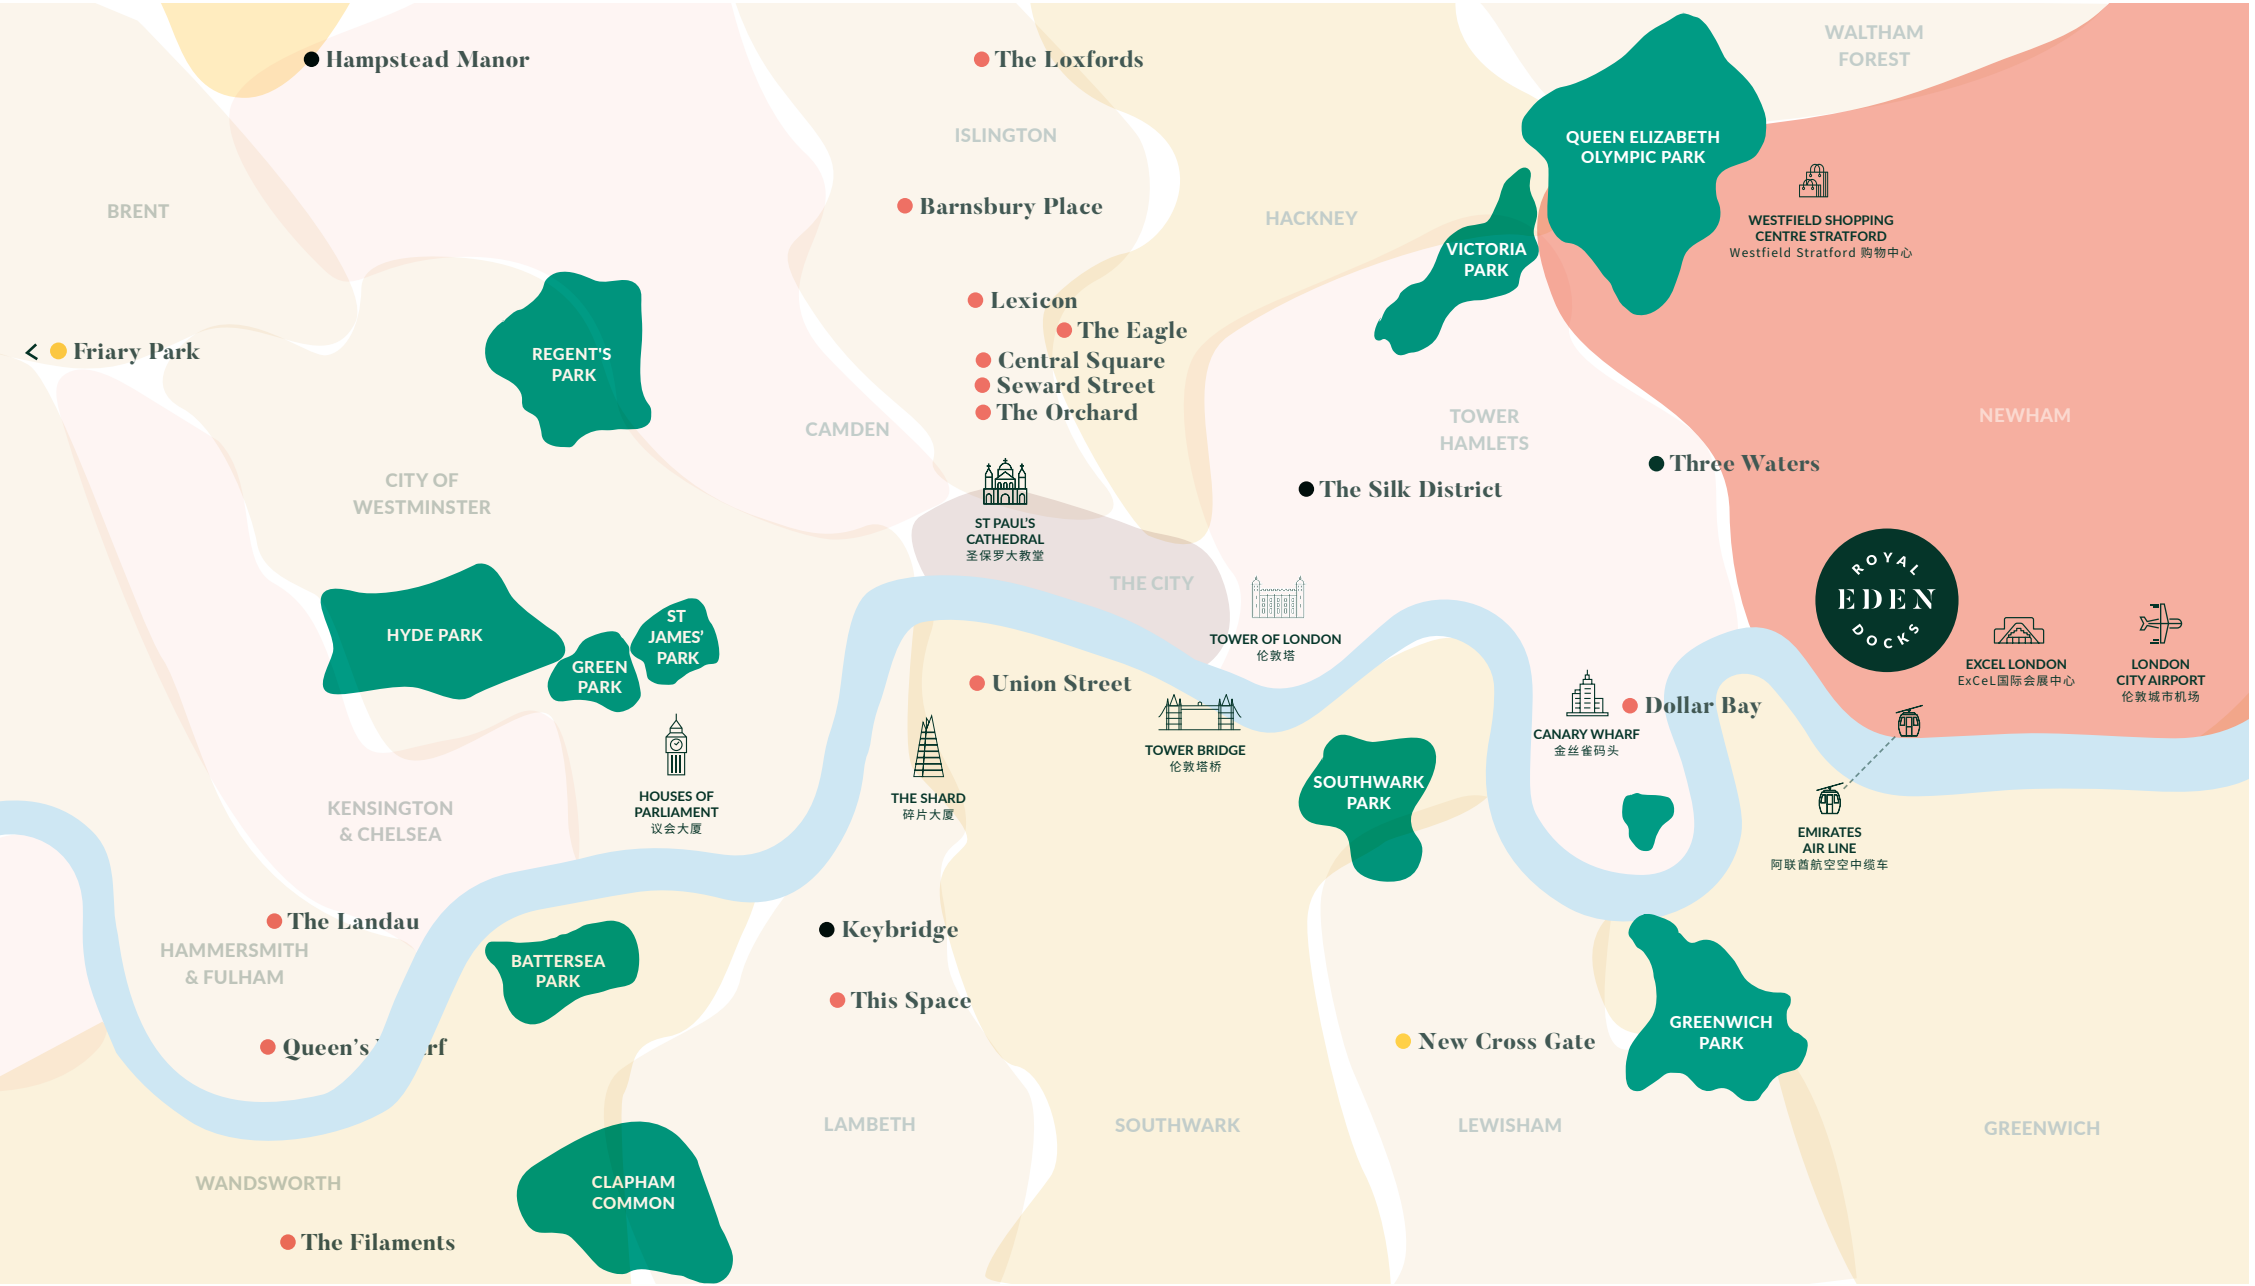 WALTHAM
FOREST
Hampstead Manor
The Loxfords
ISLINGTON
QUEEN ELIZABETH
OLYMPIC PARK
BRENT
Barnsbury Place
HACKNEY
WESTFIELD SHOPPING
CENTRE STRATFORD
Westfield Stratford 购物中心
VICTORIA
PARK
Lexicon
The Eagle
Friary Park
REGENT'S
PARK
Central Square
Seward Street
The Orchard
CAMDEN
TOWER
HAMLETS
NEWHAM
CITY OF
WESTMINSTER
Three Waters
The Silk District
ST PAUL'S
CATHEDRAL
圣保罗大教堂
THE CITY
ROYAL
EDEN
DOCKS
HYDE PARK
ST
JAMES'
PARK
GREEN
PARK
TOWER OF LONDON
伦敦塔
EXCEL LONDON
ExCeL国际会展中心
LONDON
CITY AIRPORT
伦敦城市机场
Union Street
Dollar Bay
CANARY WHARF
金丝雀码头
TOWER BRIDGE
伦敦塔桥
HOUSES OF
PARLIAMENT
议会大厦
THE SHARD
碎片大厦
SOUTHWARK
PARK
KENSINGTON
& CHELSEA
EMIRATES
AIR LINE
阿联酋航空空中缆车
The Landau
HAMMERSMITH
& FULHAM
Keybridge
BATTERSEA
PARK
This Space
Queen's
New Cross Gate
GREENWICH
PARK
LAMBETH
SOUTHWARK
LEWISHAM
GREENWICH
WANDSWORTH
CLAPHAM
COMMON
The Filaments